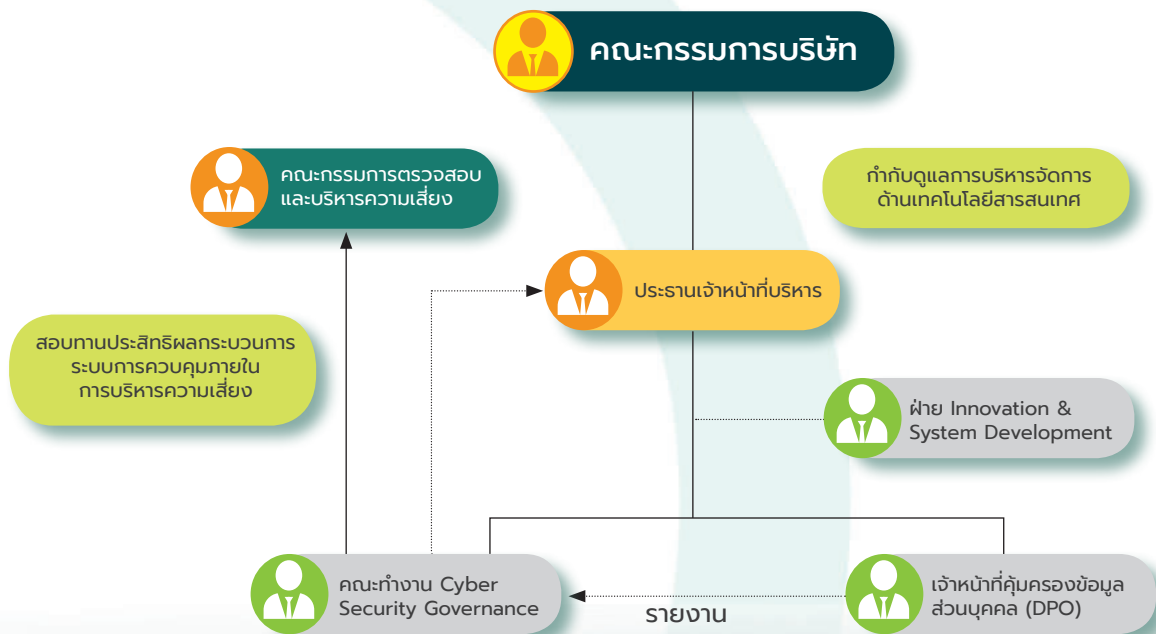 คณะกรรมการบริษัท
คณะกรรมการตรวจสอบ
และบริหารความเสี่ยง
กำกับดูแลการบริหารจัดการ
ด้านเทคโนโลยีสารสนเทศ
ประธานเจ้าหน้าที่บริหาร
สอบทานประสิทธิผลกระบวนการ
ระบบการควบคุมภายใน
การบริหารความเสี่ยง
ฝ่าย Innovation &
System Development
คณะทำงาน Cyber
Security Governance
รายงาน
เจ้าหน้าที่คุ้มครองข้อมูล
ส่วนบุคคล (DPO)